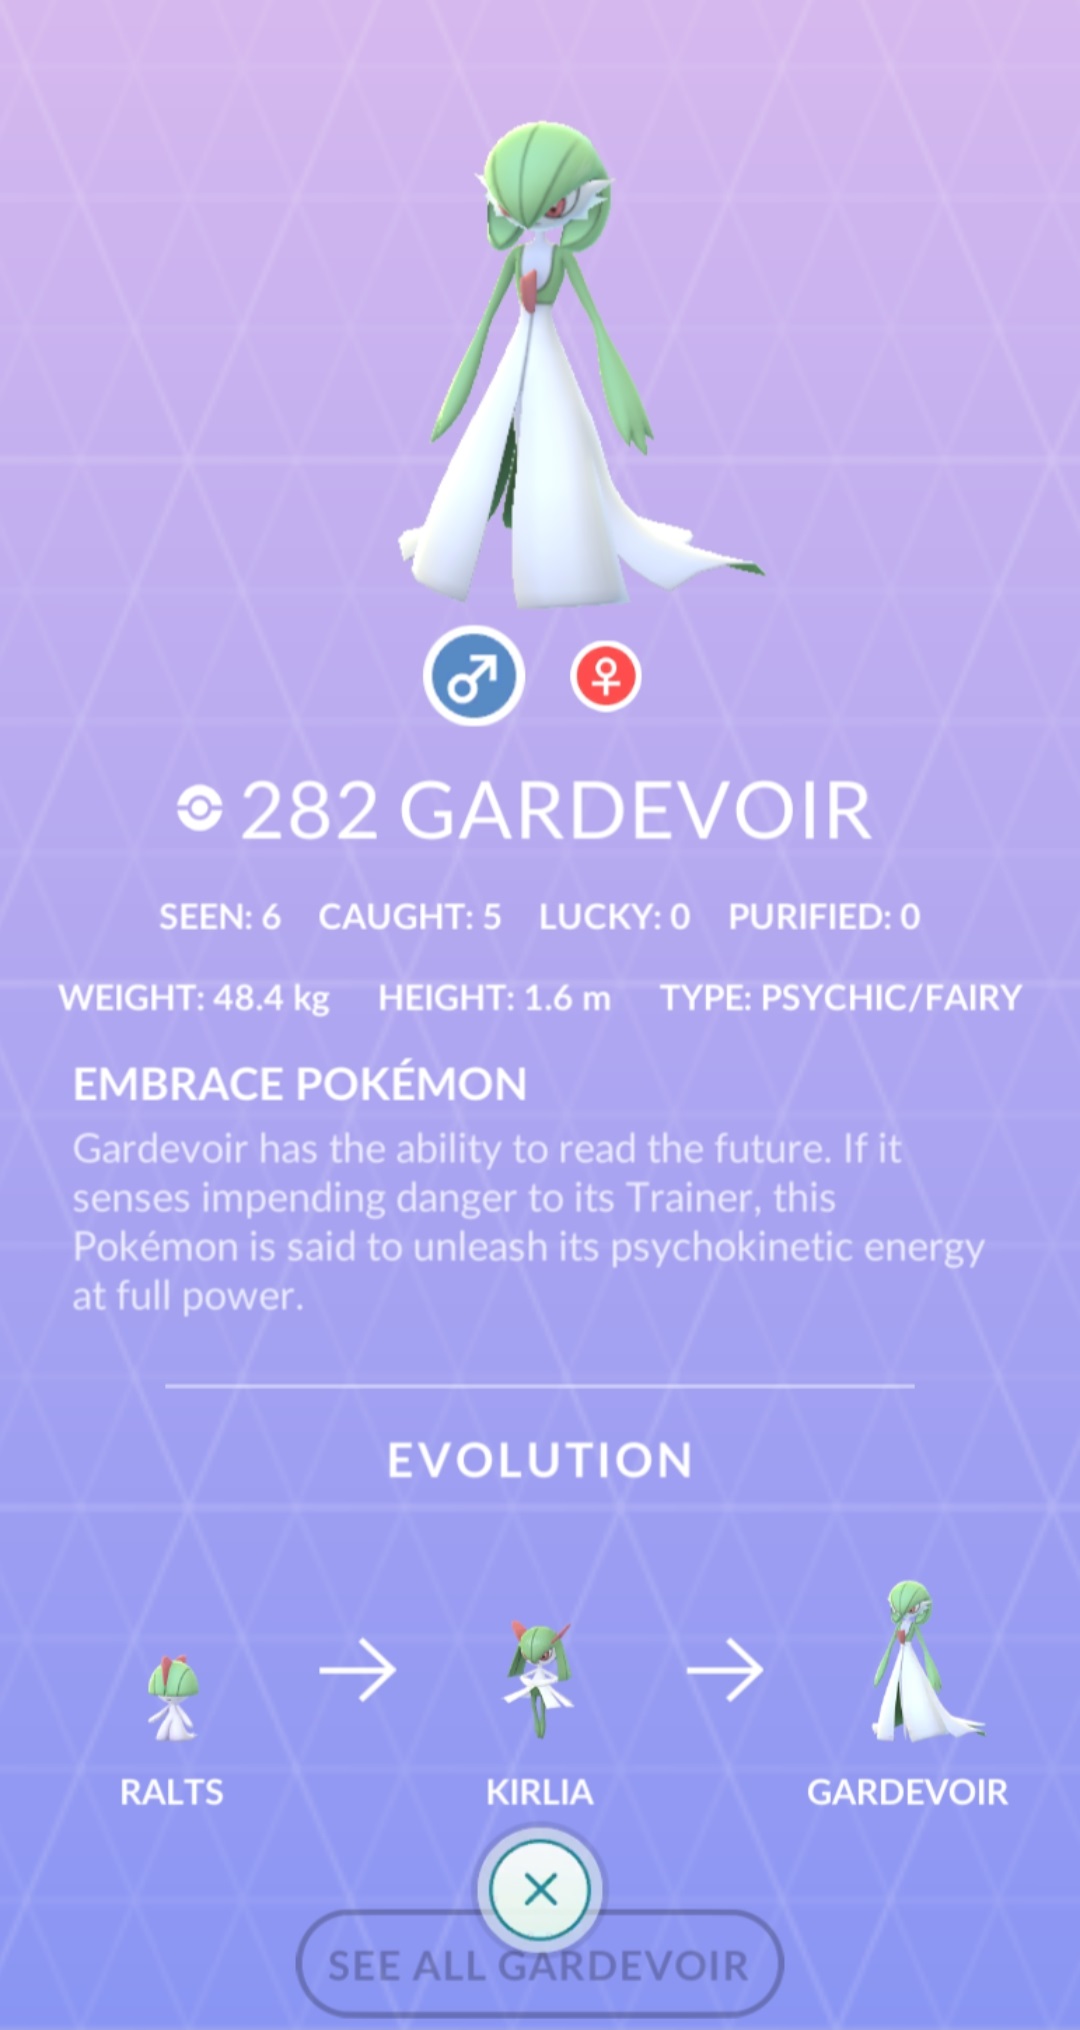 282 GARDEVOIR
SEEN: 6 CAUGHT: 5 LUCKY: 0 PURIFIED: 0
WEIGHT: 48.4 kg HEIGHT: 1.6 m TYPE: PSYCHIC/FAIRY
EMBRACE POKÉMON
Gardevoir has the ability to read the future. If it
senses impending danger to its Trainer, this
Pokémon is said to unleash its psychokinetic energy
at full power.
EVOLUTION
RALTS KIRLIA GARDEVOIR
SEE ALL GARDEVOIR